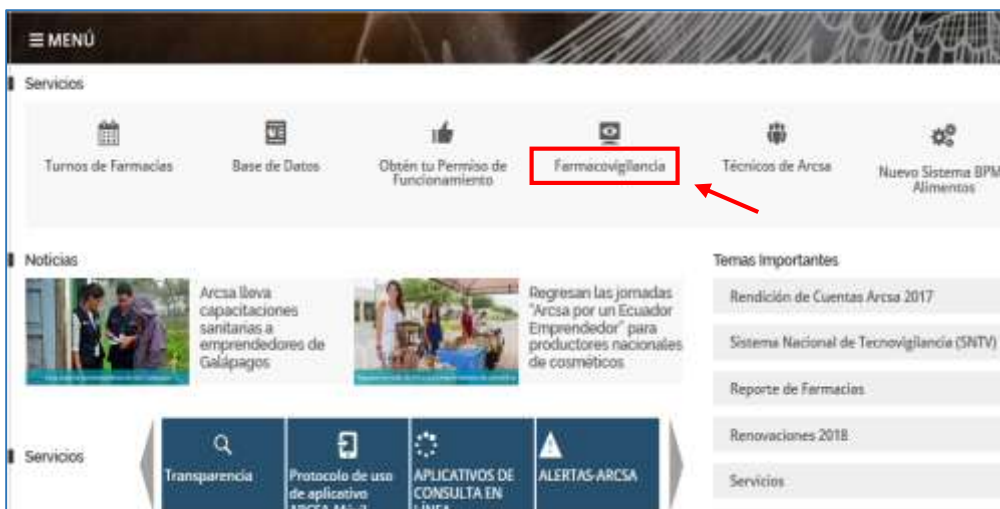 MENÚ
Servicios
Turnos de Farmacias
Base de Datos
Obtén tu Permiso de
Funcionamiento
Farmacovigilancia
Técnicos de Arcsa
Nuevo Sistema BPM
Alimentos
Noticias
Arcsa lleva
capacitaciones
sanitarias a
emprendedores de
Galápagos
Regresan las jornadas
"Arcsa por un Ecuador
Emprendedor" para
productores nacionales
de cosméticos
Temas Importantes
Rendición de Cuentas Arcsa 2017
Sistema Nacional de Tecnovigilancia (SNTV)
Reporte de Farmacias
Renovaciones 2018
Servicios
Servicios
Transparencia
Protocolo de uso
de aplicativo
ARCSA Móvil
APLICATIVOS DE
CONSULTA EN
LÍNEA
ALERTAS-ARCSA